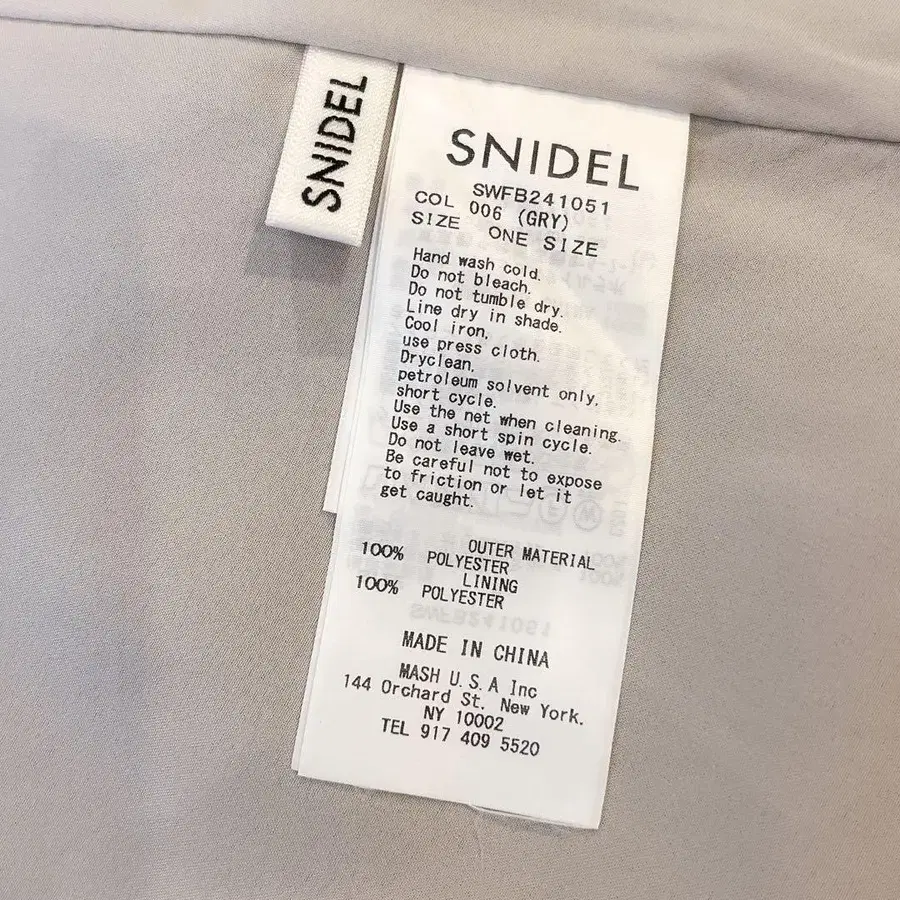 SNIDEL
SNIDEL
SWFB241051
COL 006 (GRY)
SIZE ONE SIZE
Hand wash cold.
Do not bleach.
Do not tumble dry.
Line dry in shade.
Cool iron,
use press cloth.
Dryclean,
petroleum solvent only,
short cycle.
Use the net when cleaning.
Use a short spin cycle.
Do not leave wet.
Be careful not to expose
to friction or let it
get caught.
OUTER MATERIAL
100% POLYESTER
LINING
100% POLYESTER
MADE IN CHINA
MASH U.S.A Inc
144 Orchard St. New York.
NY 10002
TEL 917 409 5520
SWFB241051